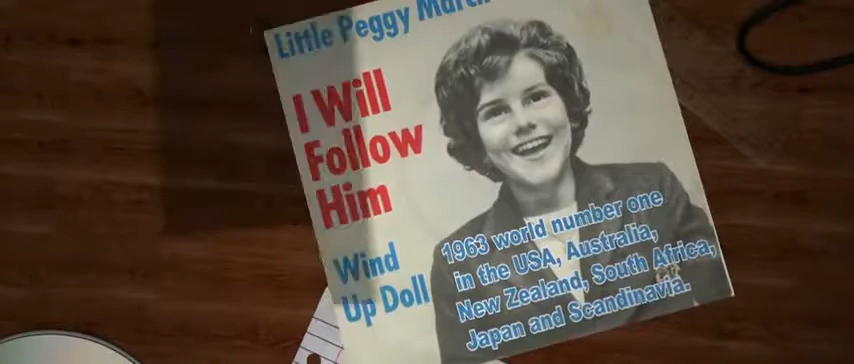 Little Peggy March
I Will
Follow
Him
Wind
Up Doll
1963 world number one
in the USA, Australia,
New Zealand, South Africa,
Japan and Scandinavia.